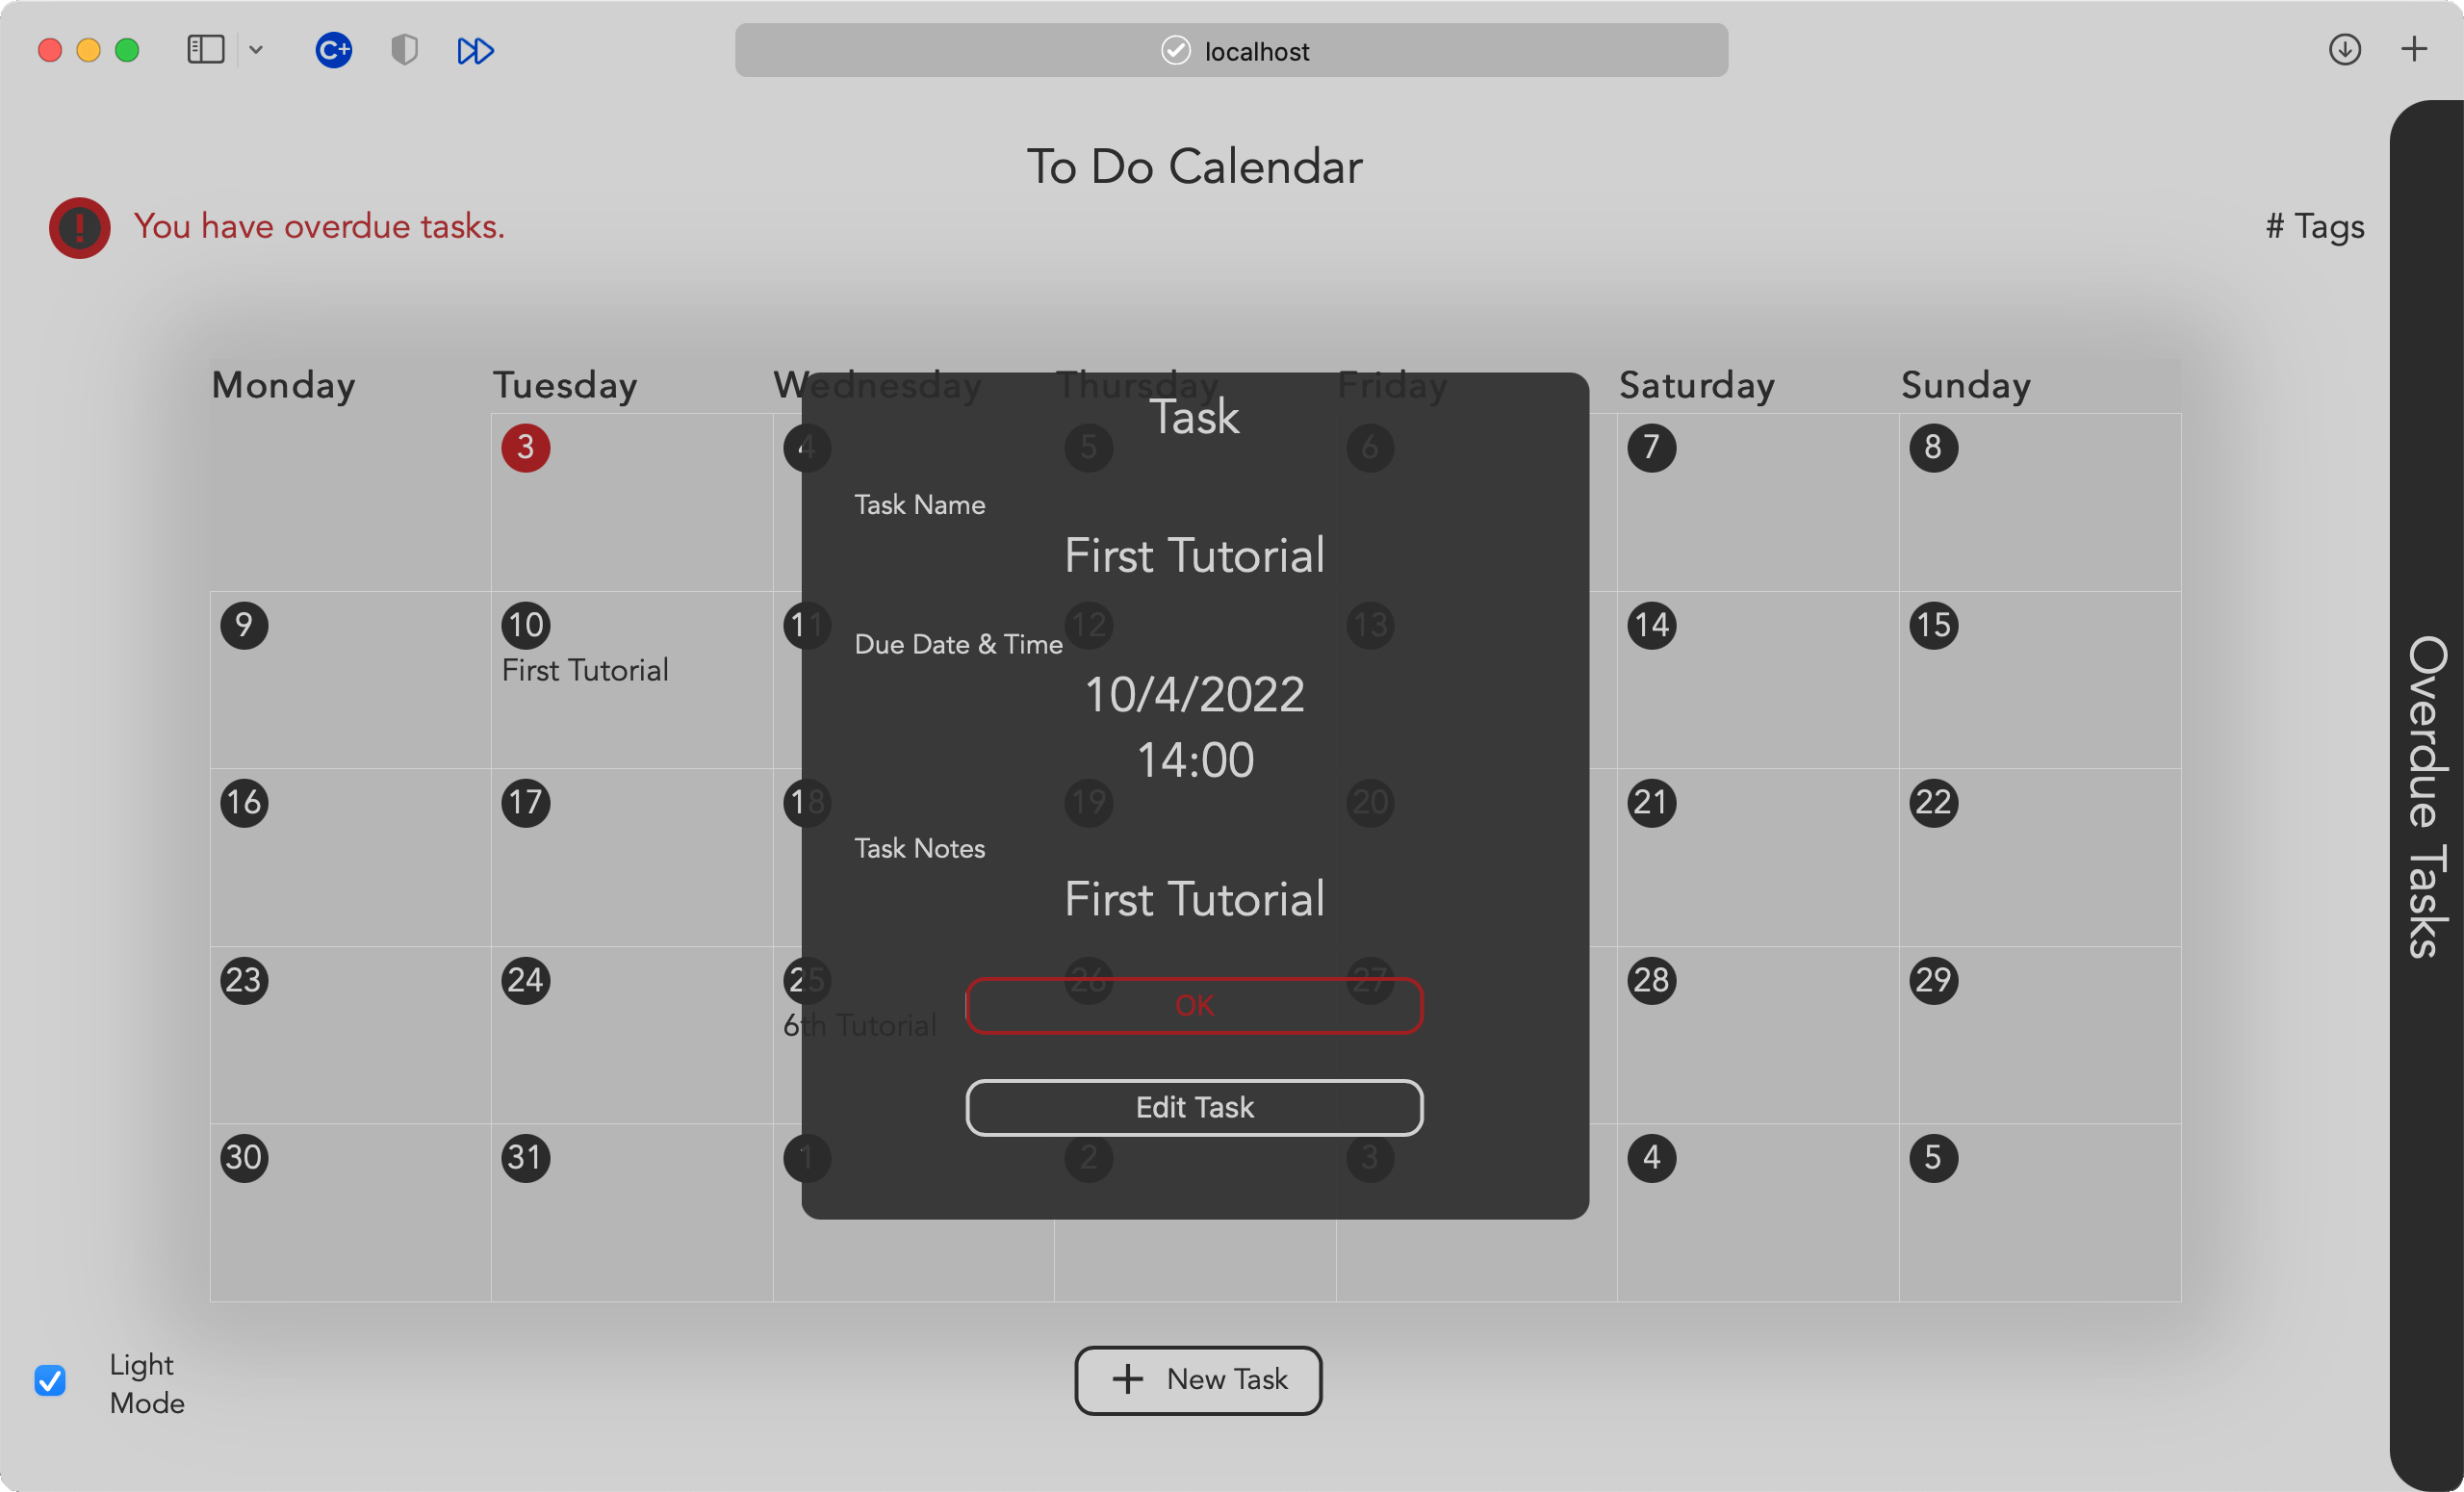 localhost
To Do Calendar
! You have overdue tasks.
# Tags
Monday Tuesday Wednesday Thursday Friday Saturday Sunday
3 4 5 6 7 8
9 10 11 12 13 14 15
First Tutorial
16 17 18 19 20 21 22
23 24 25 26 27 28 29
6th Tutorial
30 31 1 2 3 4 5
Task
Task Name
First Tutorial
Due Date & Time
10/4/2022
14:00
Task Notes
First Tutorial
OK
Edit Task
Overdue Tasks
Light
Mode
+ New Task
C+